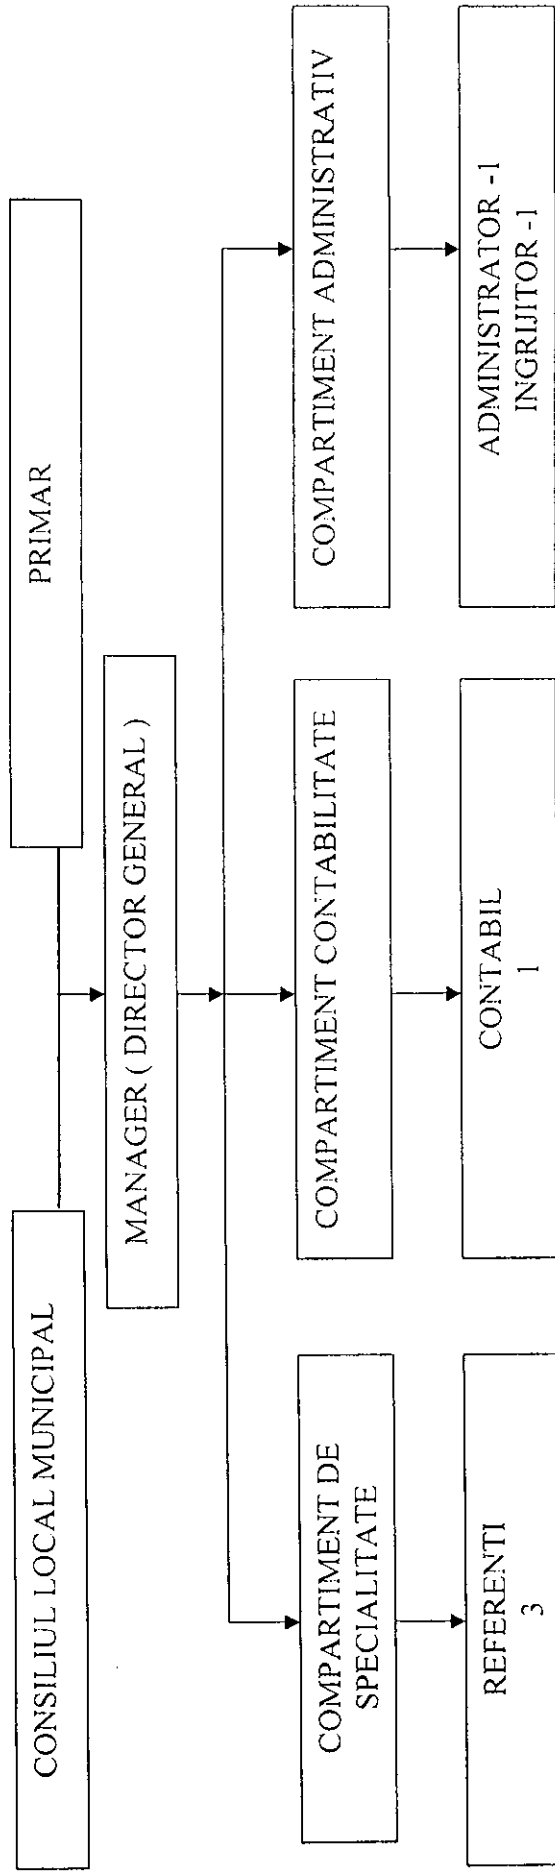 CONSILIUL LOCAL MUNICIPAL
PRIMAR
MANAGER ( DIRECTOR GENERAL )
COMPARTIMENT DE
SPECIALITATE
COMPARTIMENT CONTABILITATE
COMPARTIMENT ADMINISTRATIV
REFERENTI
3
CONTABIL
1
ADMINISTRATOR -1
INGRIJITOR -1